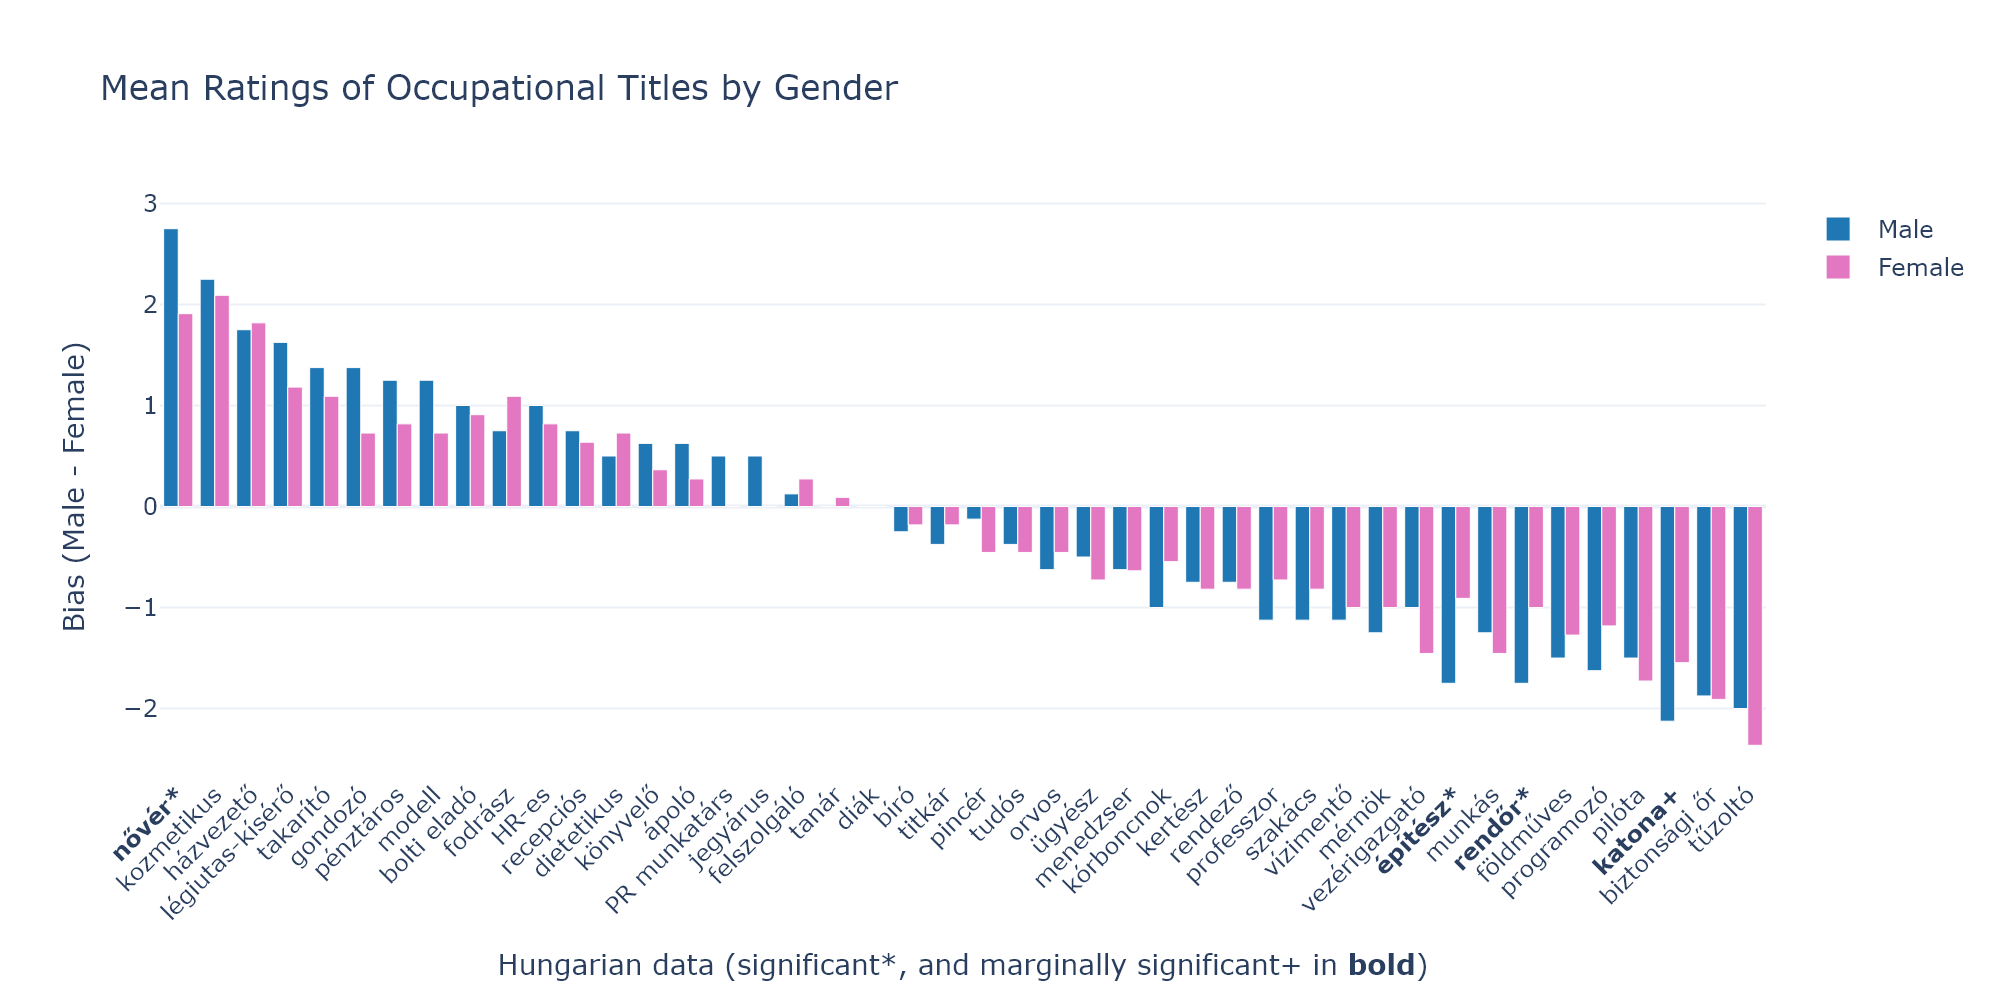 Mean Ratings of Occupational Titles by Gender
Bias (Male - Female)
3
2
1
0
−1
−2
Male
Female
nővér*
kozmetikus
házvezető
légiutas-kísérő
takarító
gondozó
pénztáros
modell
bolti eladó
fodrász
HR-es
recepciós
dietetikus
könyvelő
ápoló
PR munkatárs
jegyárus
felszolgáló
tanár
diák
bíró
titkár
pincér
tudós
orvos
ügyész
menedzser
kórboncnok
kertész
rendező
professzor
szakács
vízimentő
mérnök
vezérigazgató
építész*
munkás
rendőr*
földműves
programozó
pilóta
katona+
biztonsági őr
tűzoltó
Hungarian data (significant*, and marginally significant+ in bold)